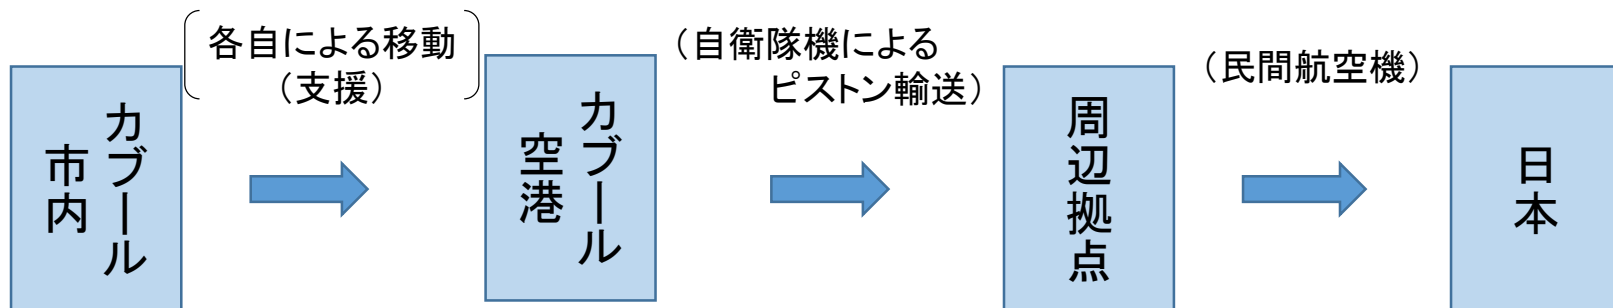 カブール
市内
各自による移動
（支援）
カブール
空港
（自衛隊機による
ピストン輸送）
周辺拠点
（民間航空機）
日本